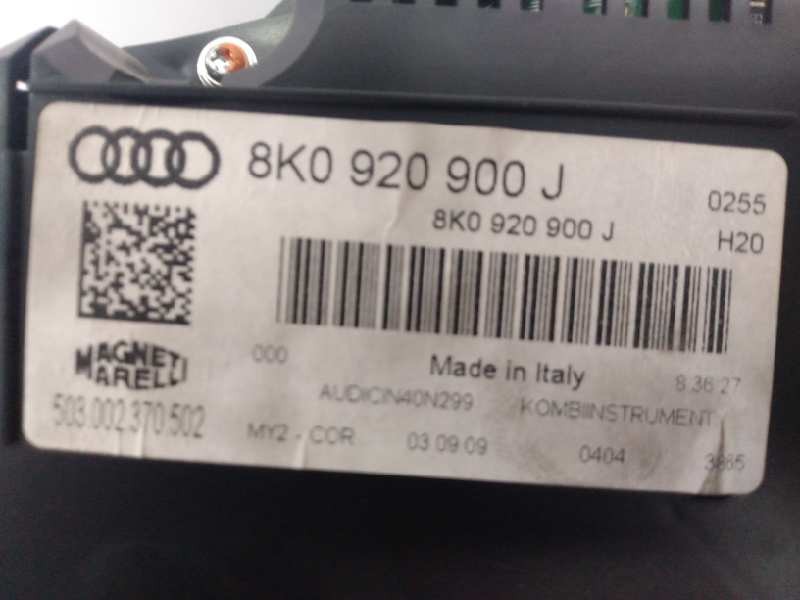 8K0 920 900 J
8K0 920 900 J
0255
H20
MAGNETI
MARELLI
503.002.370.502
000
Made in Italy
8:36:27
AUDICIN40N299
KOMBIINSTRUMENT
MY2 - COR
03 09 09
0404